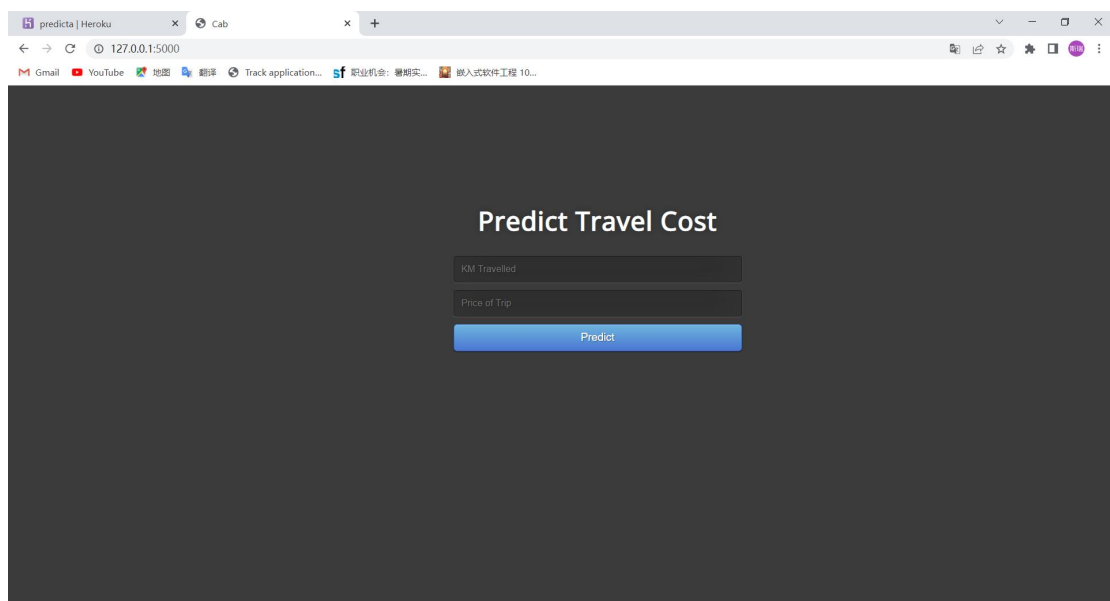 predicta | Heroku
Cab
127.0.0.1:5000
Gmail YouTube 地图 翻译 Track application... sf 职业机会：暑期实... 嵌入式软件工程 10...
Predict Travel Cost
KM Travelled
Price of Trip
Predict